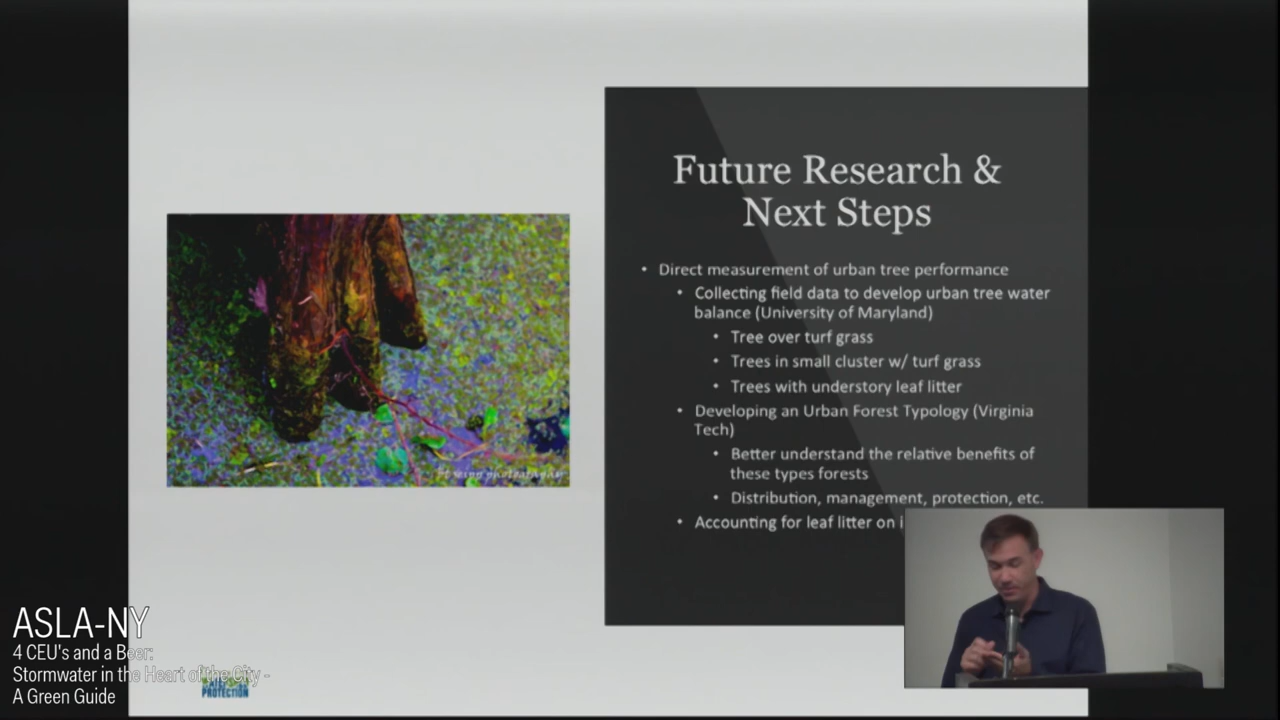 Future Research &
Next Steps
• Direct measurement of urban tree performance
• Collecting field data to develop urban tree water
balance (University of Maryland)
• Tree over turf grass
• Trees in small cluster w/ turf grass
• Trees with understory leaf litter
• Developing an Urban Forest Typology (Virginia
Tech)
• Better understand the relative benefits of
these types forests
• Distribution, management, protection, etc.
• Accounting for leaf litter on
ASLA-NY
4 CEU's and a Beer:
Stormwater in the Heart of the City -
A Green Guide
PROTECTION